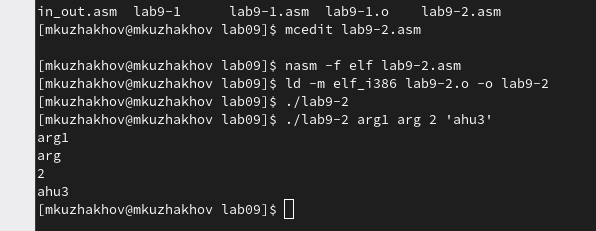 in_out.asm  lab9-1      lab9-1.asm  lab9-1.o    lab9-2.asm
[mkuzhakhov@mkuzhakhov lab09]$ mcedit lab9-2.asm
[mkuzhakhov@mkuzhakhov lab09]$ nasm -f elf lab9-2.asm
[mkuzhakhov@mkuzhakhov lab09]$ ld -m elf_i386 lab9-2.o -o lab9-2
[mkuzhakhov@mkuzhakhov lab09]$ ./lab9-2
[mkuzhakhov@mkuzhakhov lab09]$ ./lab9-2 arg1 arg 2 'ahu3'
arg1
arg
2
ahu3
[mkuzhakhov@mkuzhakhov lab09]$